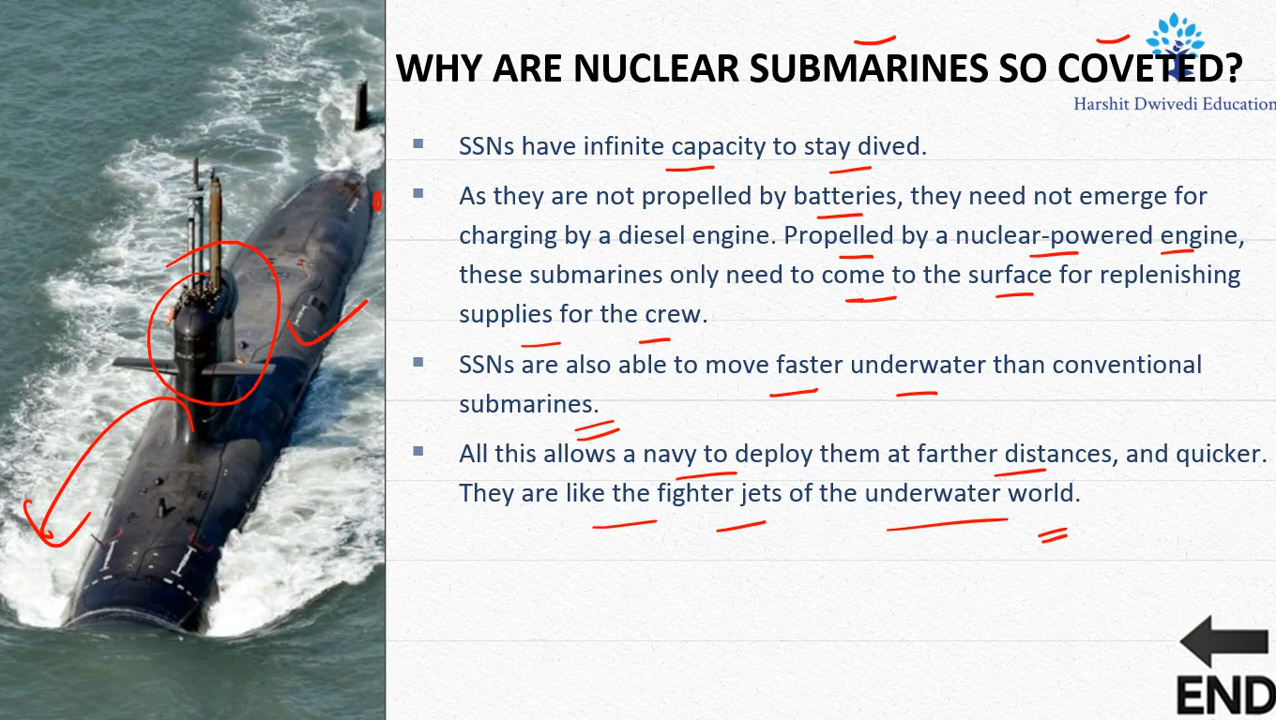 WHY ARE NUCLEAR SUBMARINES SO COVETED?
Harshit Dwivedi Education
SSNs have infinite capacity to stay dived.
As they are not propelled by batteries, they need not emerge for
charging by a diesel engine. Propelled by a nuclear-powered engine,
these submarines only need to come to the surface for replenishing
supplies for the crew.
SSNs are also able to move faster underwater than conventional
submarines.
All this allows a navy to deploy them at farther distances, and quicker.
They are like the fighter jets of the underwater world.
END